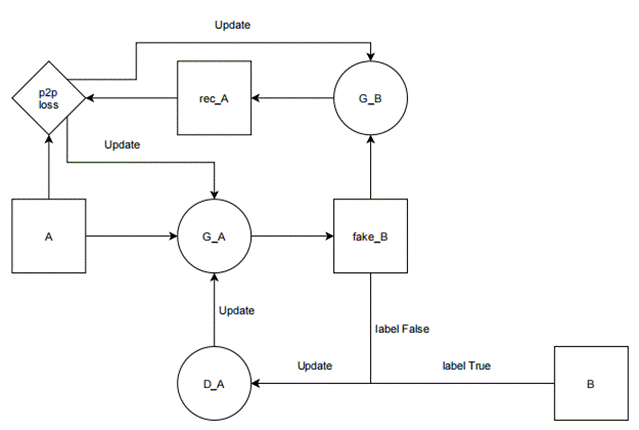 Update
p2p
loss
rec_A
G_B
Update
A
G_A
fake_B
Update
label False
Update
label True
D_A
B